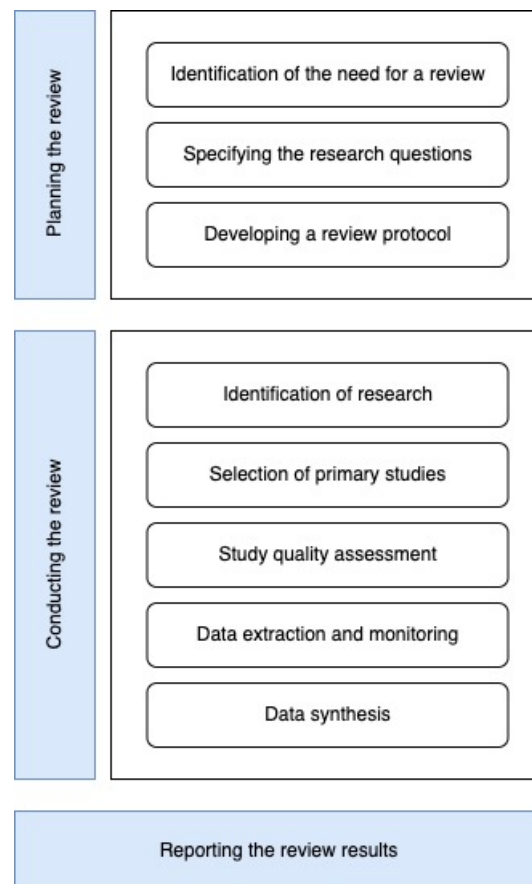 Planning the review
Identification of the need for a review
Specifying the research questions
Developing a review protocol
Conducting the review
Identification of research
Selection of primary studies
Study quality assessment
Data extraction and monitoring
Data synthesis
Reporting the review results